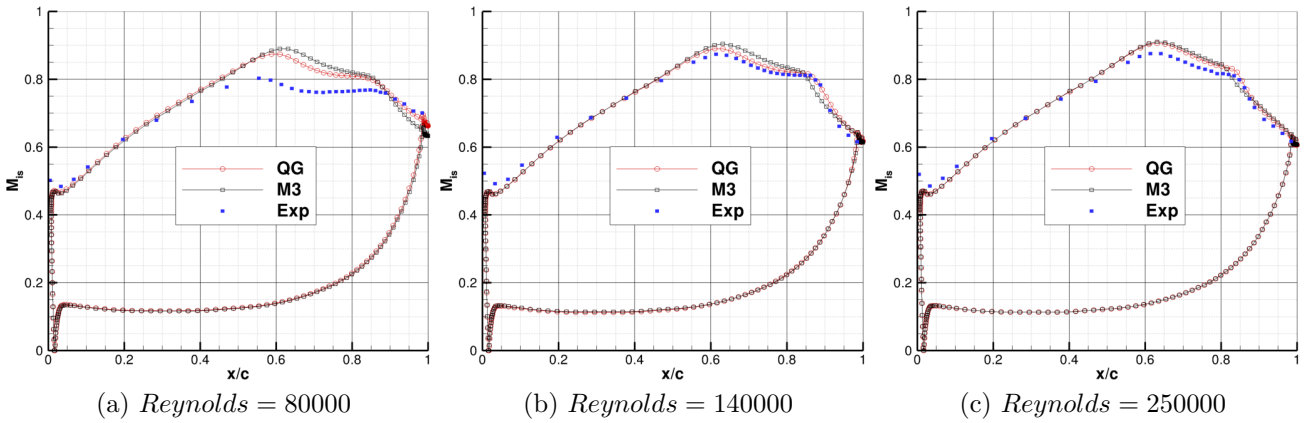 1
0.8
0.6
0.4
0.2
0
M_is
QG
M3
Exp
0 0.2 0.4 0.6 0.8 1
x/c
(a) Reynolds = 80000
1
0.8
0.6
0.4
0.2
0
M_is
QG
M3
Exp
0 0.2 0.4 0.6 0.8 1
x/c
(b) Reynolds = 140000
1
0.8
0.6
0.4
0.2
0
M_is
QG
M3
Exp
0 0.2 0.4 0.6 0.8 1
x/c
(c) Reynolds = 250000